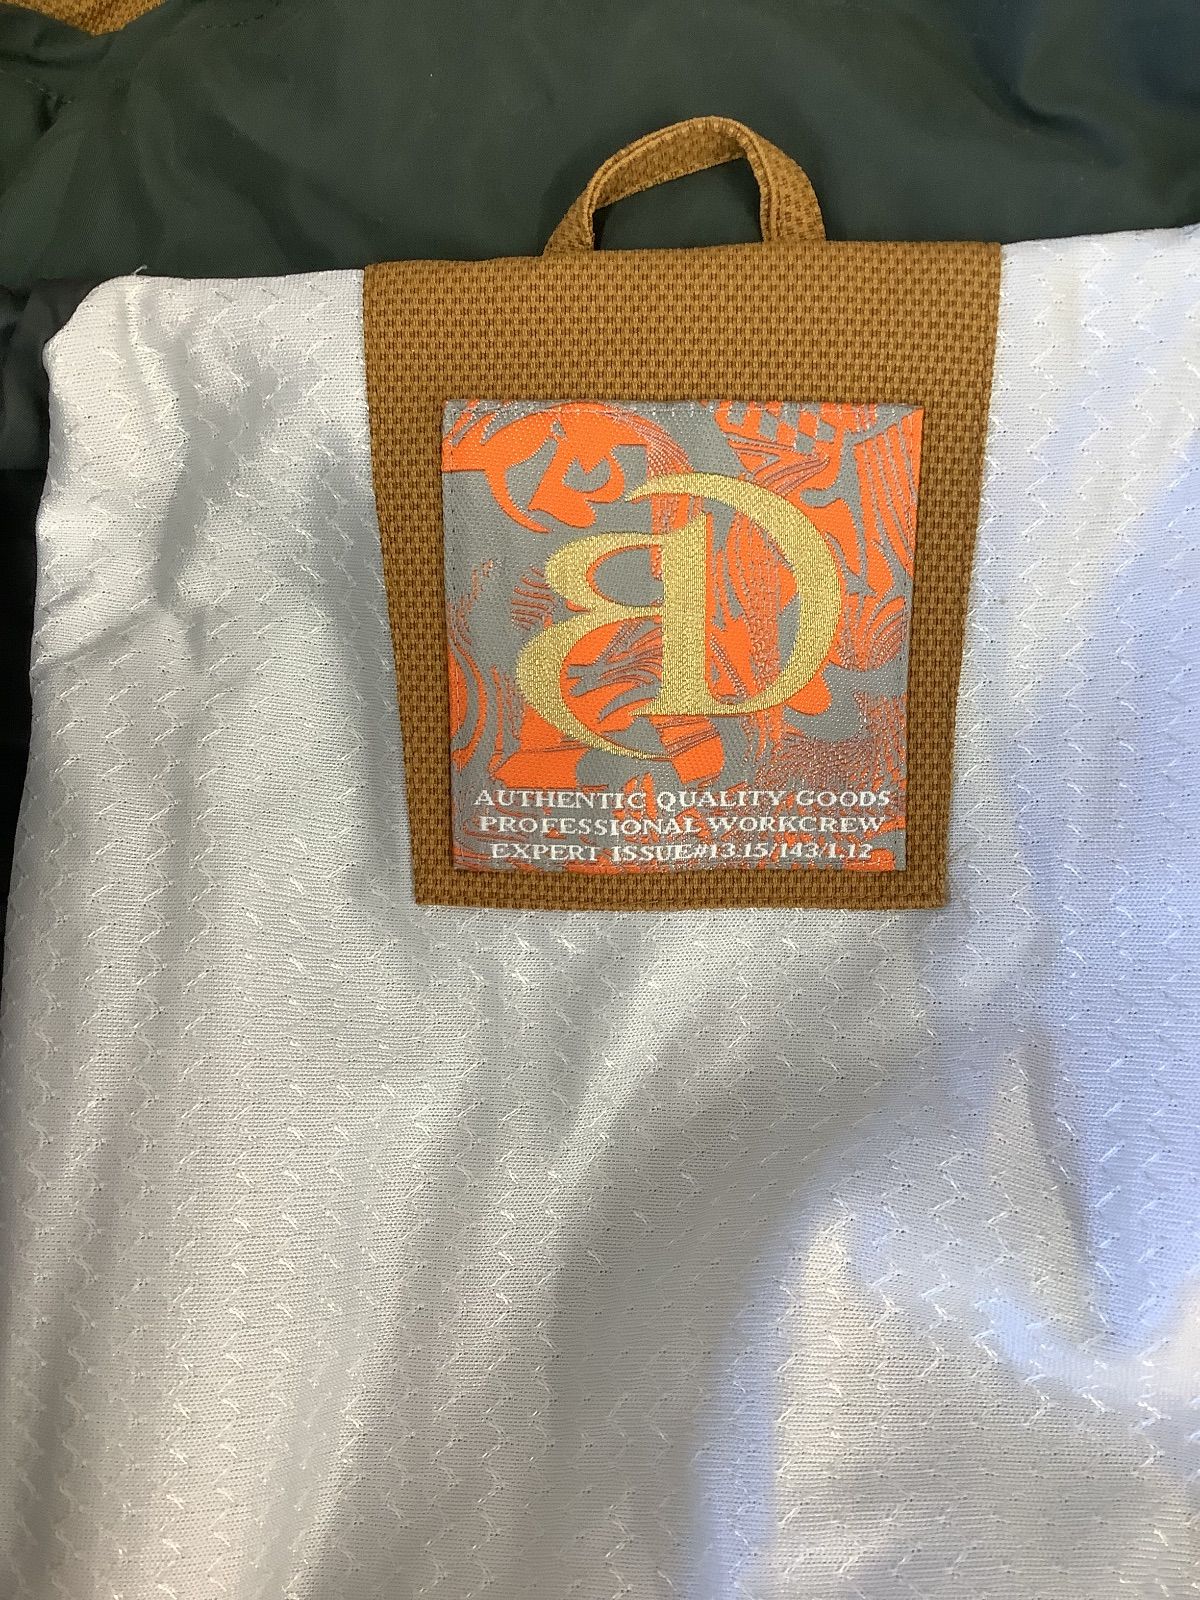 AUTHENTIC QUALITY GOODS
PROFESSIONAL WORKCREW
EXPERT ISSUE#13.15/143/1.12